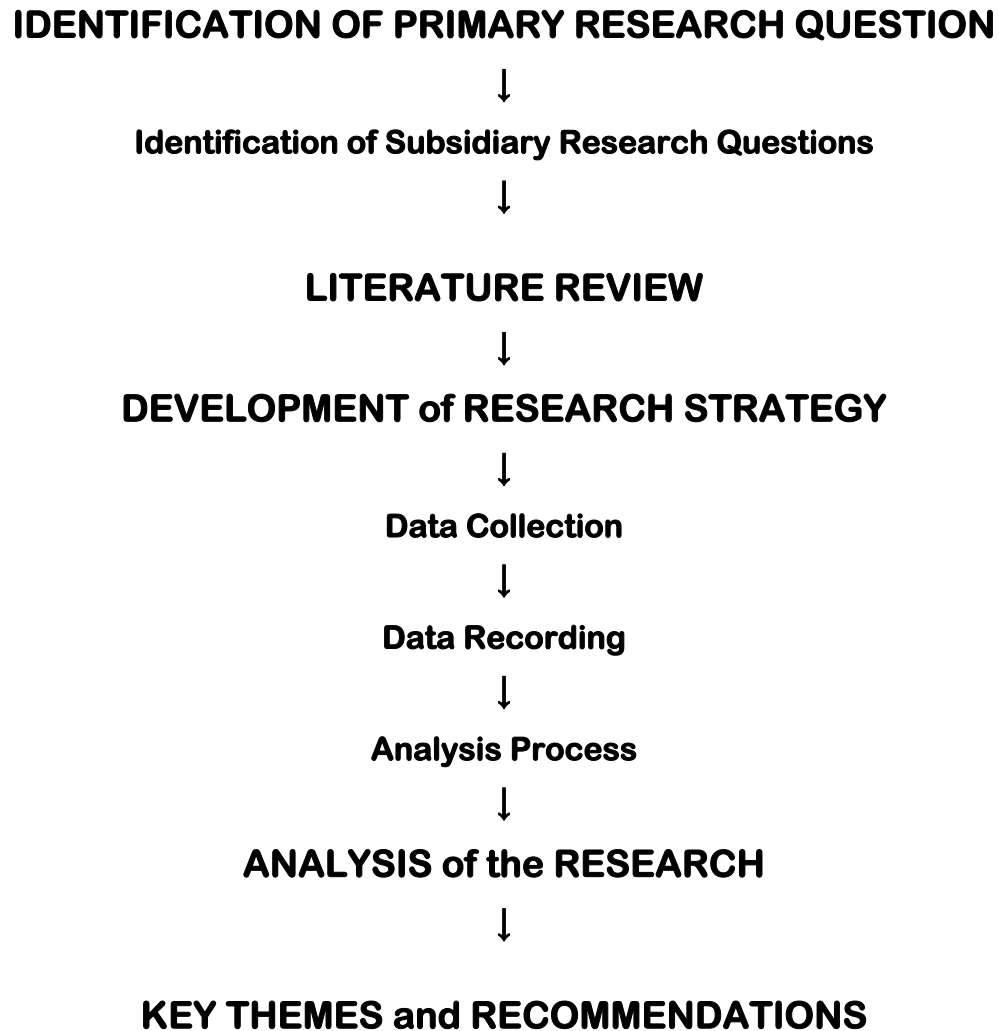 IDENTIFICATION OF PRIMARY RESEARCH QUESTION
↓
Identification of Subsidiary Research Questions
↓
LITERATURE REVIEW
↓
DEVELOPMENT of RESEARCH STRATEGY
↓
Data Collection
↓
Data Recording
↓
Analysis Process
↓
ANALYSIS of the RESEARCH
↓
KEY THEMES and RECOMMENDATIONS